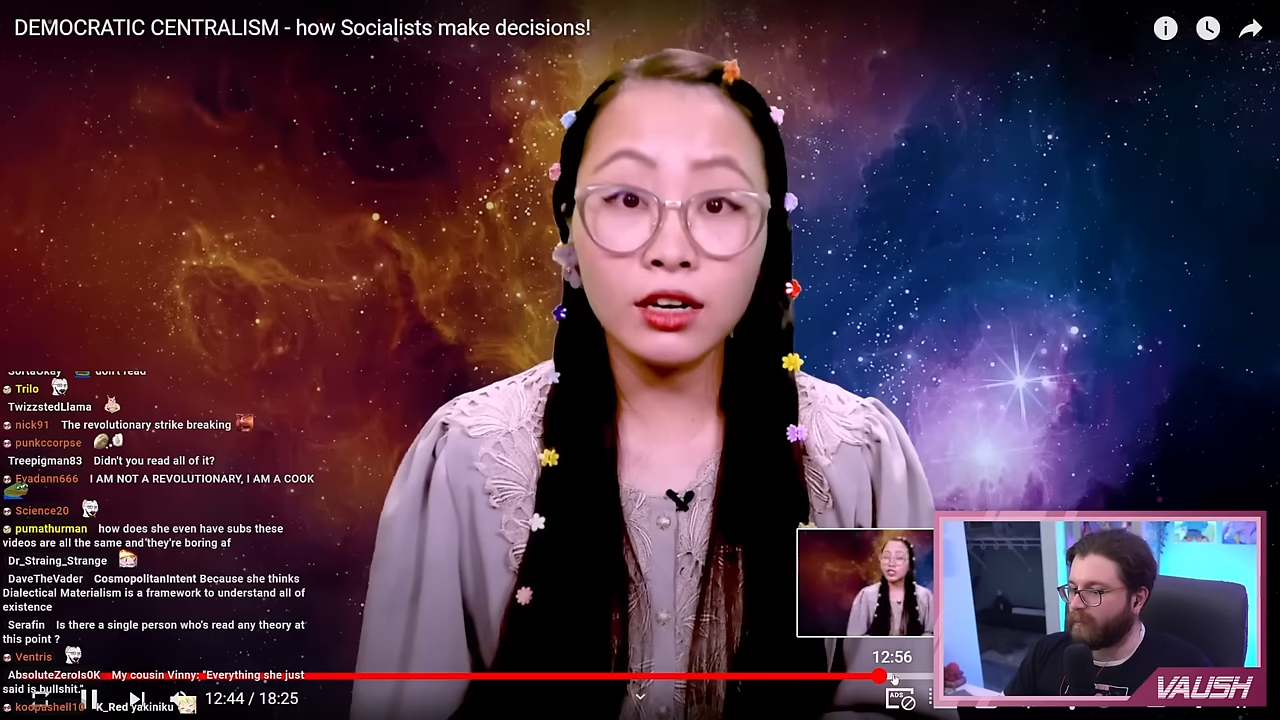 DEMOCRATIC CENTRALISM - how Socialists make decisions!
SortaOkay don't read
Trilo
TwizzstedLlama
nick91 The revolutionary strike breaking
punkccorpse
Treepigman83 Didn't you read all of it?
Evadann666 I AM NOT A REVOLUTIONARY, I AM A COOK
Science20
pumathurman how does she even have subs these
videos are all the same and they're boring af
Dr_Straing_Strange
DaveTheVader CosmopolitanIntent Because she thinks
Dialectical Materialism is a framework to understand all of
existence
Serafin Is there a single person who's read any theory at
this point ?
Ventris
AbsoluteZeroIsOK My cousin Vinny: "Everything she just
said is bullshit."
koopashell10 K_Red yakiniku
12:56
12:44 / 18:25
ADS
VAUSH